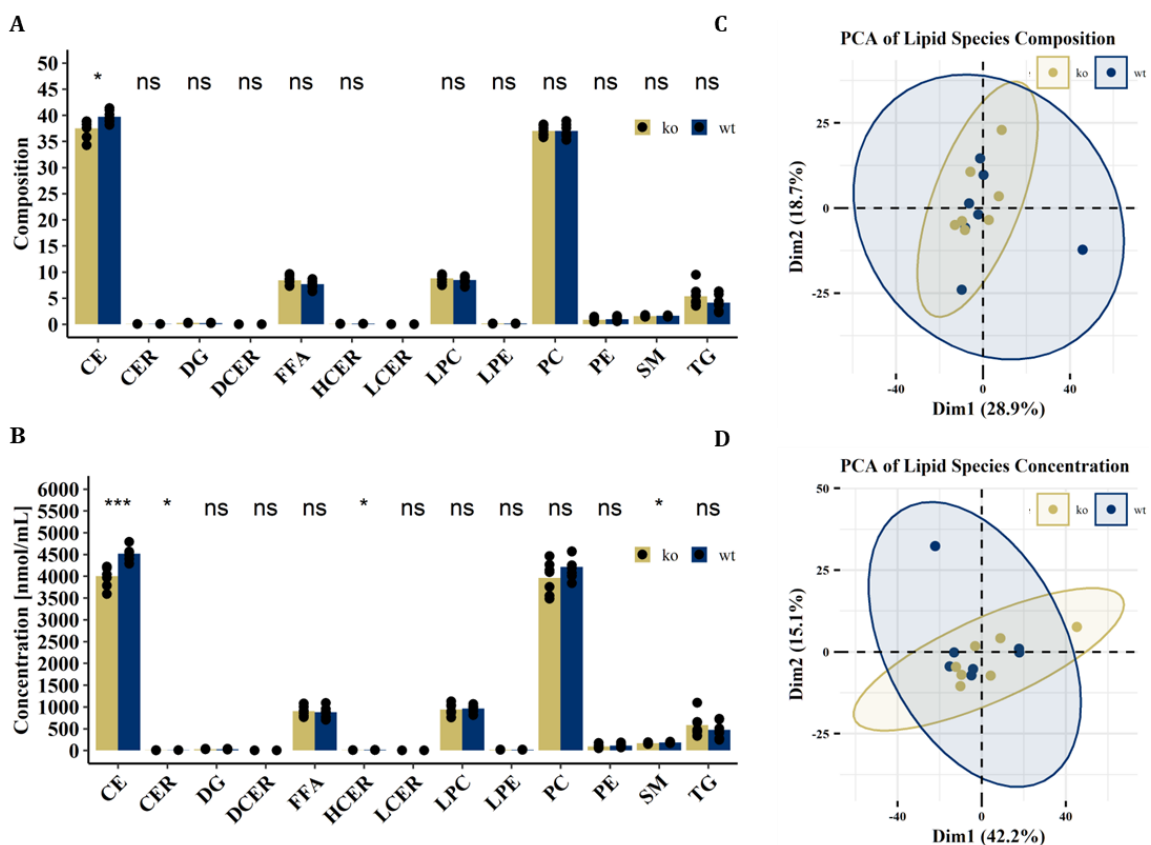 A
50
45
40
35
30
25
20
15
10
5
0
Composition
* ns ns ns ns ns ns ns ns ns ns ns
ko wt
CE CER DG DCER FFA HCER LCER LPC LPE PC PE SM TG
C
PCA of Lipid Species Composition
ko wt
25
0
-25
Dim2 (18.7%)
-40 0 40
Dim1 (28.9%)
B
6000
5500
5000
4500
4000
3500
3000
2500
2000
1500
1000
500
0
Concentration [nmol/mL]
*** * ns ns ns * ns ns ns ns ns * ns
ko wt
CE CER DG DCER FFA HCER LCER LPC LPE PC PE SM TG
D
PCA of Lipid Species Concentration
ko wt
50
25
0
-25
Dim2 (15.1%)
-40 0 40
Dim1 (42.2%)